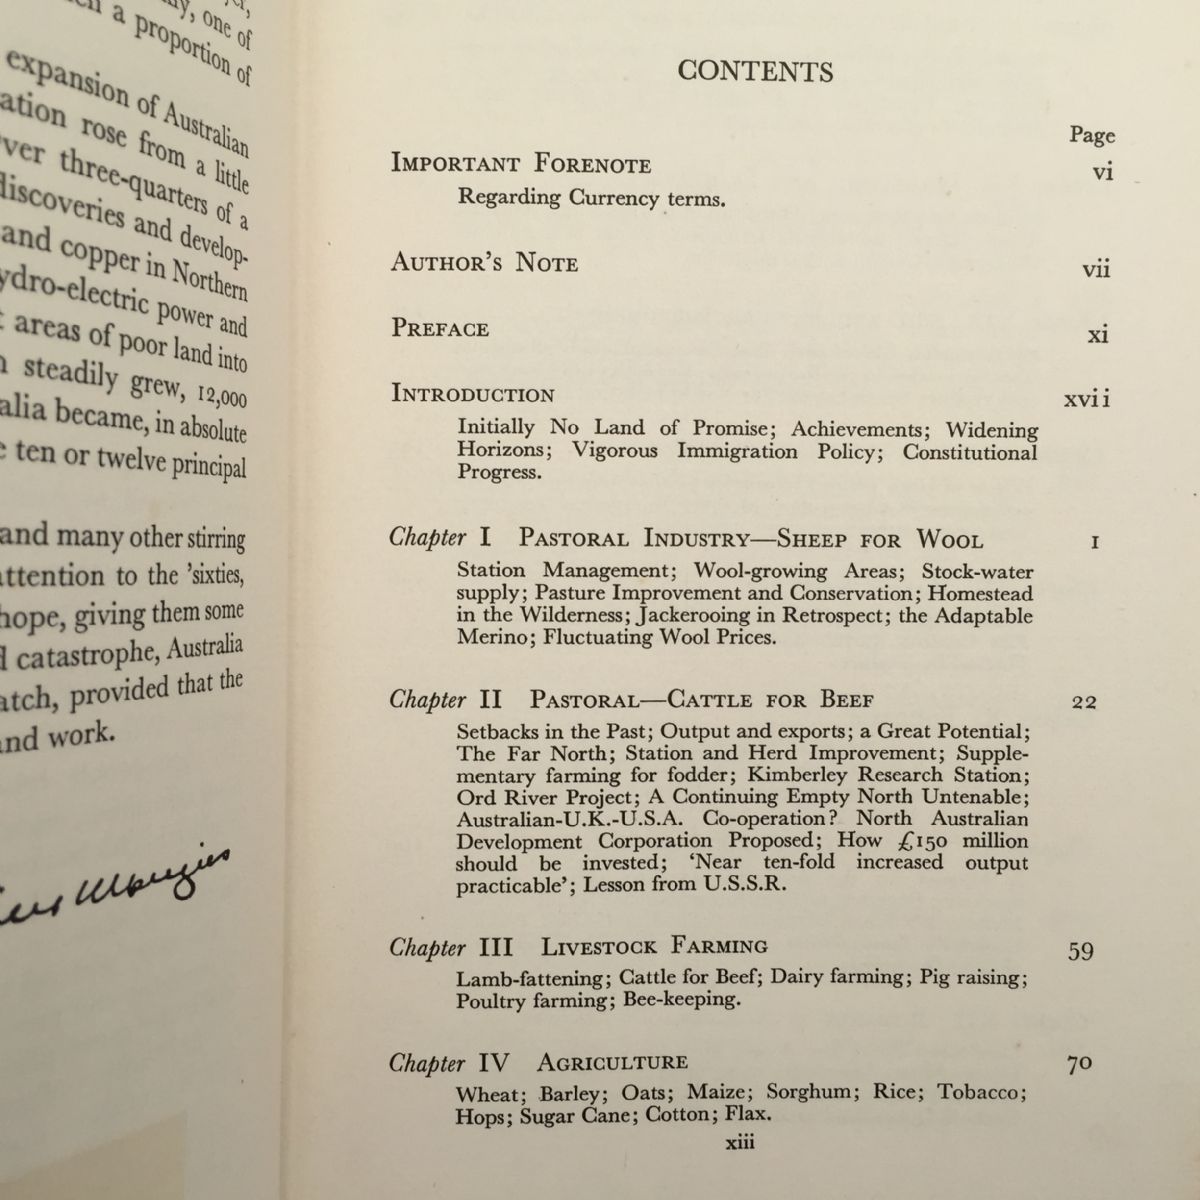 one of
a proportion of
expansion of Australian
ation rose from a little
ver three-quarters of a
discoveries and develop-
and copper in Northern
ydro-electric power and
areas of poor land into
steadily grew, 12,000
alia became, in absolute
ten or twelve principal
and many other stirring
attention to the 'sixties,
hope, giving them some
catastrophe, Australia
atch, provided that the
and work.
CONTENTS
Page
IMPORTANT FORENOTE vi
Regarding Currency terms.
AUTHOR'S NOTE vii
PREFACE xi
INTRODUCTION xvii
Initially No Land of Promise; Achievements; Widening
Horizons; Vigorous Immigration Policy; Constitutional
Progress.
Chapter I PASTORAL INDUSTRY—SHEEP FOR WOOL 1
Station Management; Wool-growing Areas; Stock-water
supply; Pasture Improvement and Conservation; Homestead
in the Wilderness; Jackerooing in Retrospect; the Adaptable
Merino; Fluctuating Wool Prices.
Chapter II PASTORAL—CATTLE FOR BEEF 22
Setbacks in the Past; Output and exports; a Great Potential;
The Far North; Station and Herd Improvement; Supple-
mentary farming for fodder; Kimberley Research Station;
Ord River Project; A Continuing Empty North Untenable;
Australian-U.K.-U.S.A. Co-operation? North Australian
Development Corporation Proposed; How £150 million
should be invested; 'Near ten-fold increased output
practicable'; Lesson from U.S.S.R.
Chapter III LIVESTOCK FARMING 59
Lamb-fattening; Cattle for Beef; Dairy farming; Pig raising;
Poultry farming; Bee-keeping.
Chapter IV AGRICULTURE 70
Wheat; Barley; Oats; Maize; Sorghum; Rice; Tobacco;
Hops; Sugar Cane; Cotton; Flax.
xiii